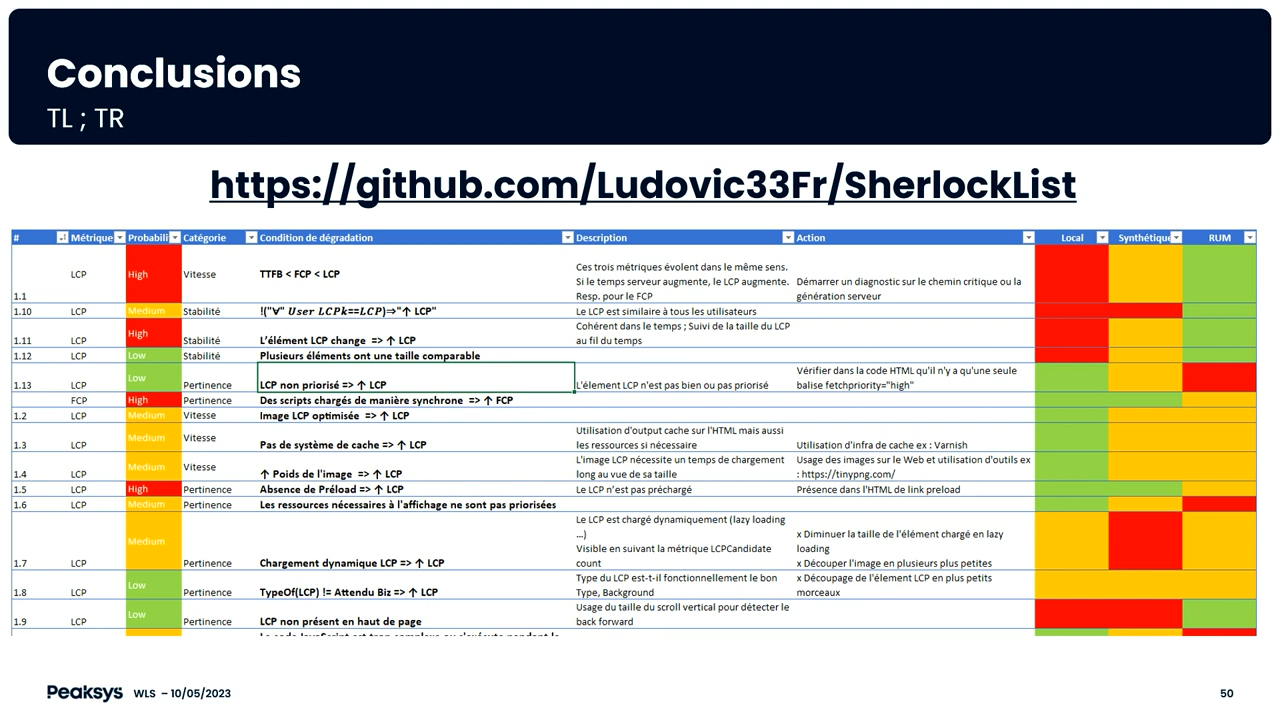 Conclusions
TL ; TR
https://github.com/Ludovic33Fr/SherlockList
# Métrique Probabili Catégorie Condition de dégradation Description Action Local Synthétique RUM
1.1 LCP High Vitesse TTFB < FCP < LCP Ces trois métriques évolent dans le même sens.
Si le temps serveur augmente, le LCP augmente.
Resp. pour le FCP
Démarrer un diagnostic sur le chemin critique ou la
génération serveur
1.10 LCP Medium Stabilité !("∀" User LCPk==LCP)⇒"↑ LCP" Le LCP est similaire à tous les utilisateurs
1.11 LCP High Stabilité L'élément LCP change => ↑ LCP Cohérent dans le temps ; Suivi de la taille du LCP
au fil du temps
1.12 LCP Low Stabilité Plusieurs éléments ont une taille comparable
1.13 LCP Low Pertinence LCP non priorisé => ↑ LCP L'élement LCP n'est pas bien ou pas priorisé
Vérifier dans la code HTML qu'il n'y a qu'une seule
balise fetchpriority="high"
FCP High Pertinence Des scripts chargés de manière synchrone => ↑ FCP
1.2 LCP Medium Vitesse Image LCP optimisée => ↑ LCP
1.3 LCP Medium Vitesse Pas de système de cache => ↑ LCP Utilisation d'output cache sur l'HTML mais aussi
les ressources si nécessaire
Utilisation d'infra de cache ex : Varnish
1.4 LCP Medium Vitesse ↑ Poids de l'image => ↑ LCP L'image LCP nécessite un temps de chargement
long au vue de sa taille
Usage des images sur le Web et utilisation d'outils ex
: https://tinypng.com/
1.5 LCP High Pertinence Absence de Préload => ↑ LCP Le LCP n'est pas préchargé Présence dans l'HTML de link preload
1.6 LCP Medium Pertinence Les ressources nécessaires à l'affichage ne sont pas priorisées
1.7 LCP Medium Pertinence Chargement dynamique LCP => ↑ LCP Le LCP est chargé dynamiquement (lazy loading
…)
Visible en suivant la métrique LCPCandidate
count
x Diminuer la taille de l'élément chargé en lazy
loading
x Découper l'image en plusieurs plus petites
1.8 LCP Low Pertinence TypeOf(LCP) != Attendu Biz => ↑ LCP Type du LCP est-t-il fonctionnellement le bon
Type, Background
x Découpage de l'élement LCP en plus petits
morceaux
1.9 LCP Low Pertinence LCP non présent en haut de page Usage du taille du scroll vertical pour détecter le
back forward
Peaksys WLS – 10/05/2023 50